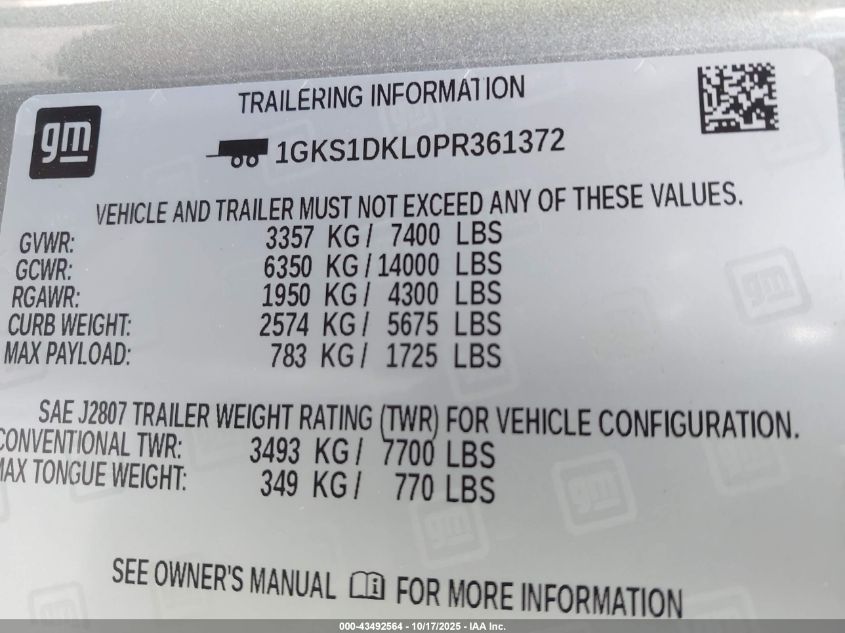 gm
TRAILERING INFORMATION
1GKS1DKL0PR361372
VEHICLE AND TRAILER MUST NOT EXCEED ANY OF THESE VALUES.
GVWR: 3357 KG/ 7400 LBS
GCWR: 6350 KG/14000 LBS
RGAWR: 1950 KG/ 4300 LBS
CURB WEIGHT: 2574 KG/ 5675 LBS
MAX PAYLOAD: 783 KG/ 1725 LBS
SAE J2807 TRAILER WEIGHT RATING (TWR) FOR VEHICLE CONFIGURATION.
CONVENTIONAL TWR: 3493 KG/ 7700 LBS
MAX TONGUE WEIGHT: 349 KG/ 770 LBS
SEE OWNER'S MANUAL FOR MORE INFORMATION
gm
gm
gm
000-43492564 - 10/17/2025 - IAA Inc.